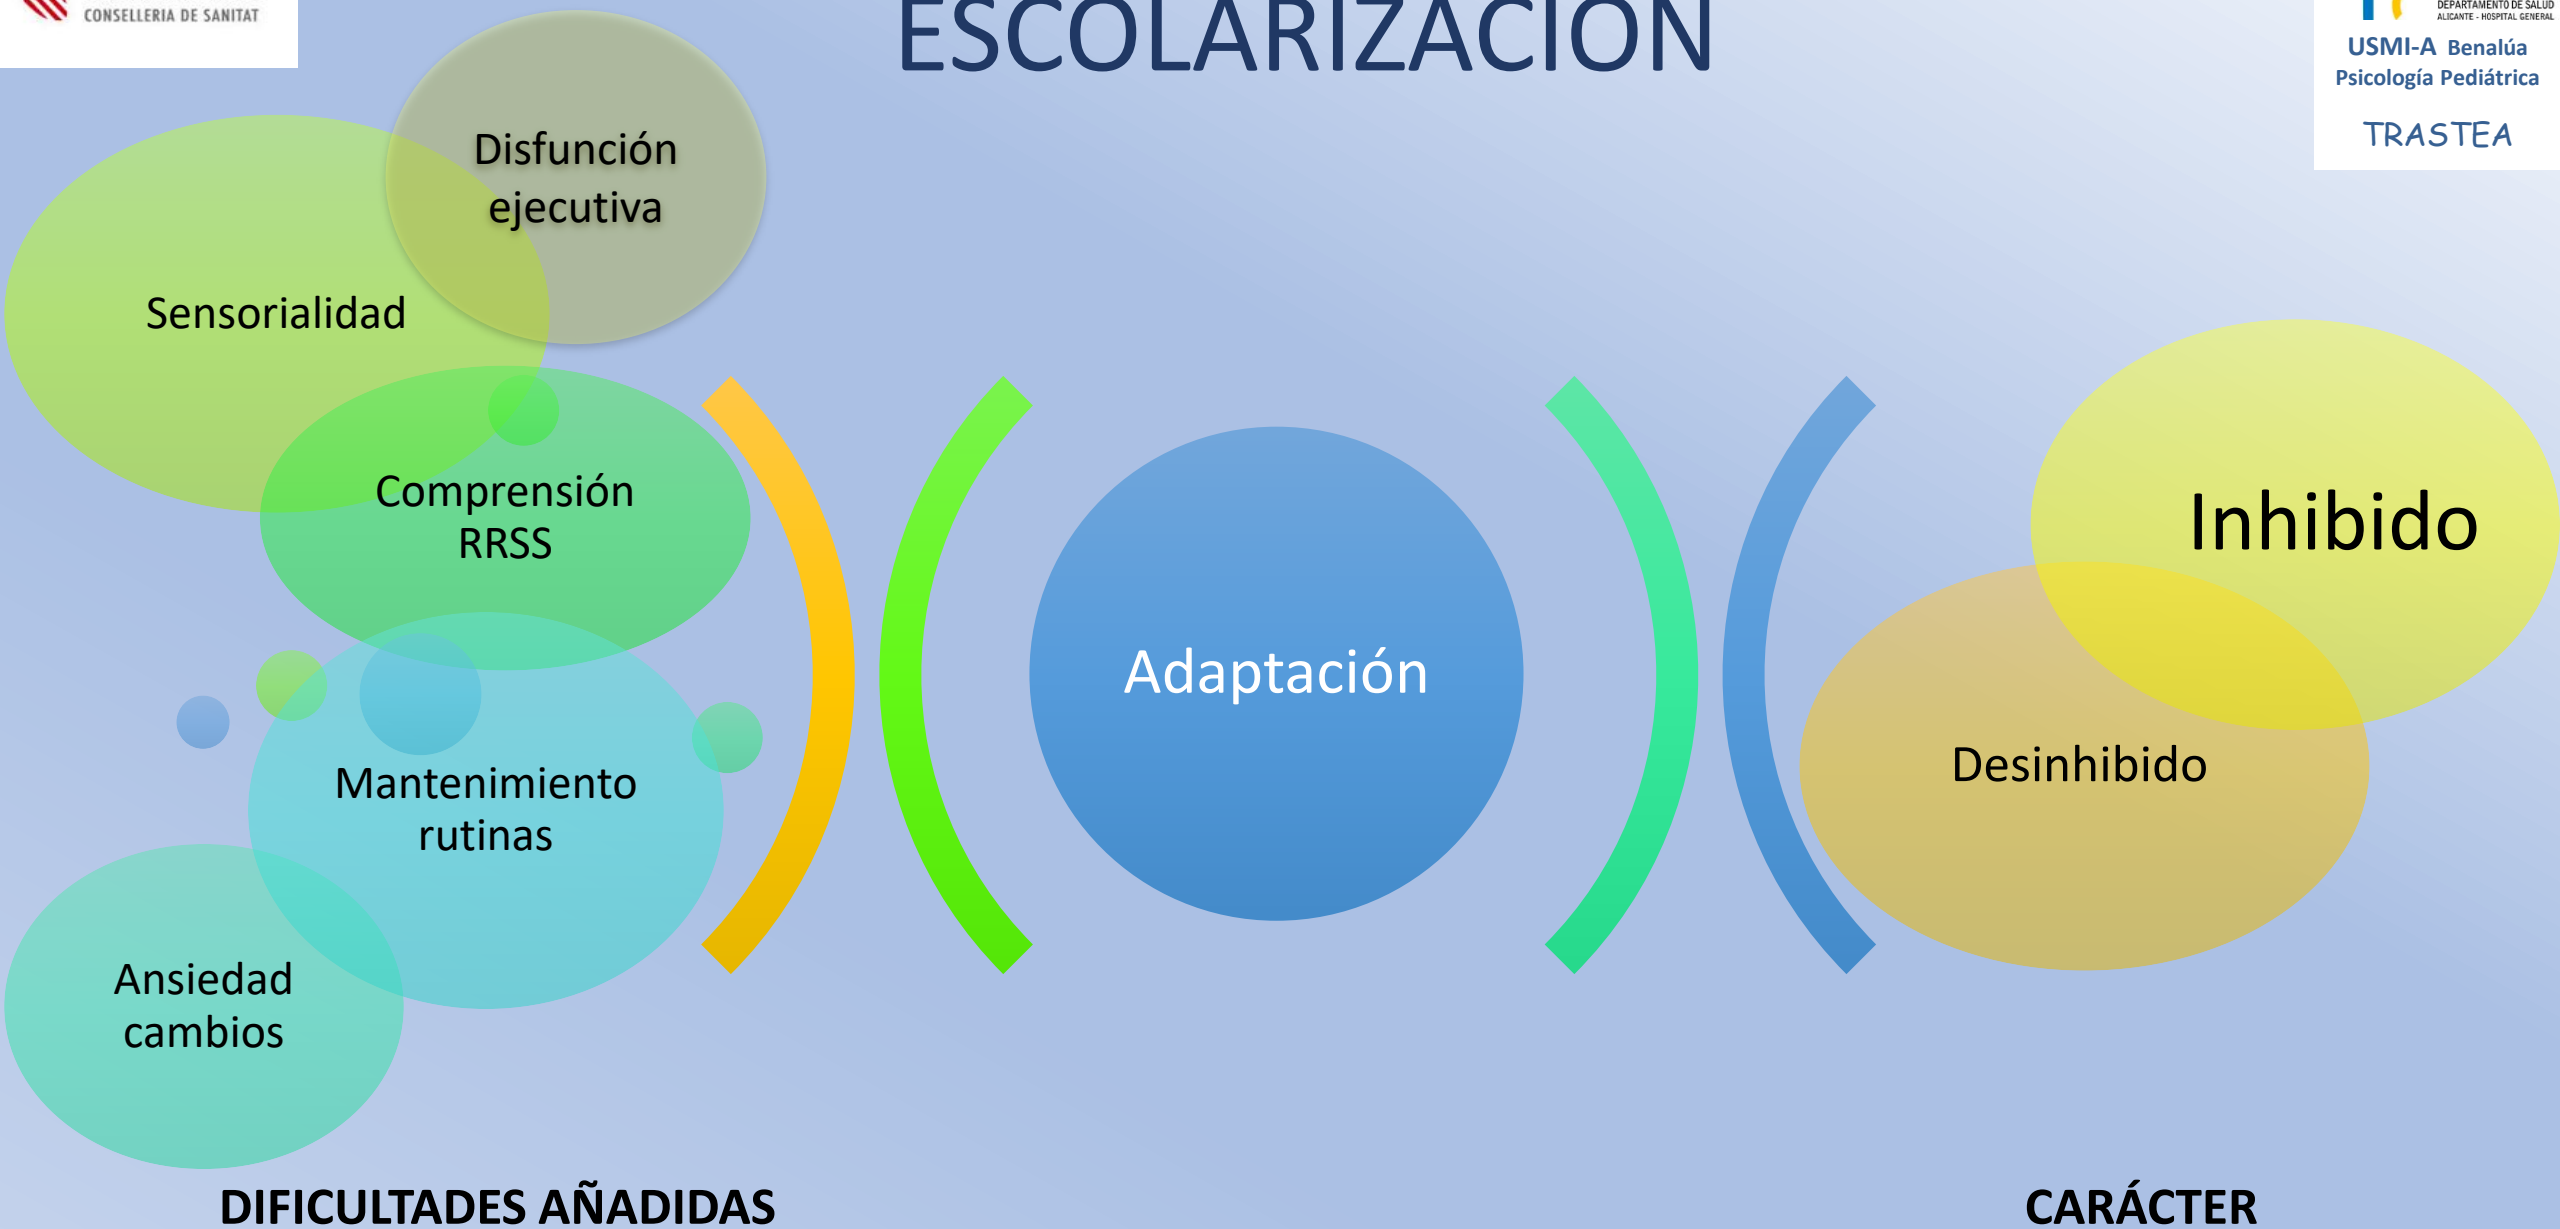 CONSELLERIA DE SANITAT
ESCOLARIZACIÓN
DEPARTAMENTO DE SALUD
ALICANTE - HOSPITAL GENERAL
USMI-A Benalúa
Psicología Pediátrica
TRASTEA
Disfunción
ejecutiva
Sensorialidad
Comprensión
RRSS
Mantenimiento
rutinas
Ansiedad
cambios
Adaptación
Inhibido
Desinhibido
DIFICULTADES AÑADIDAS
CARÁCTER